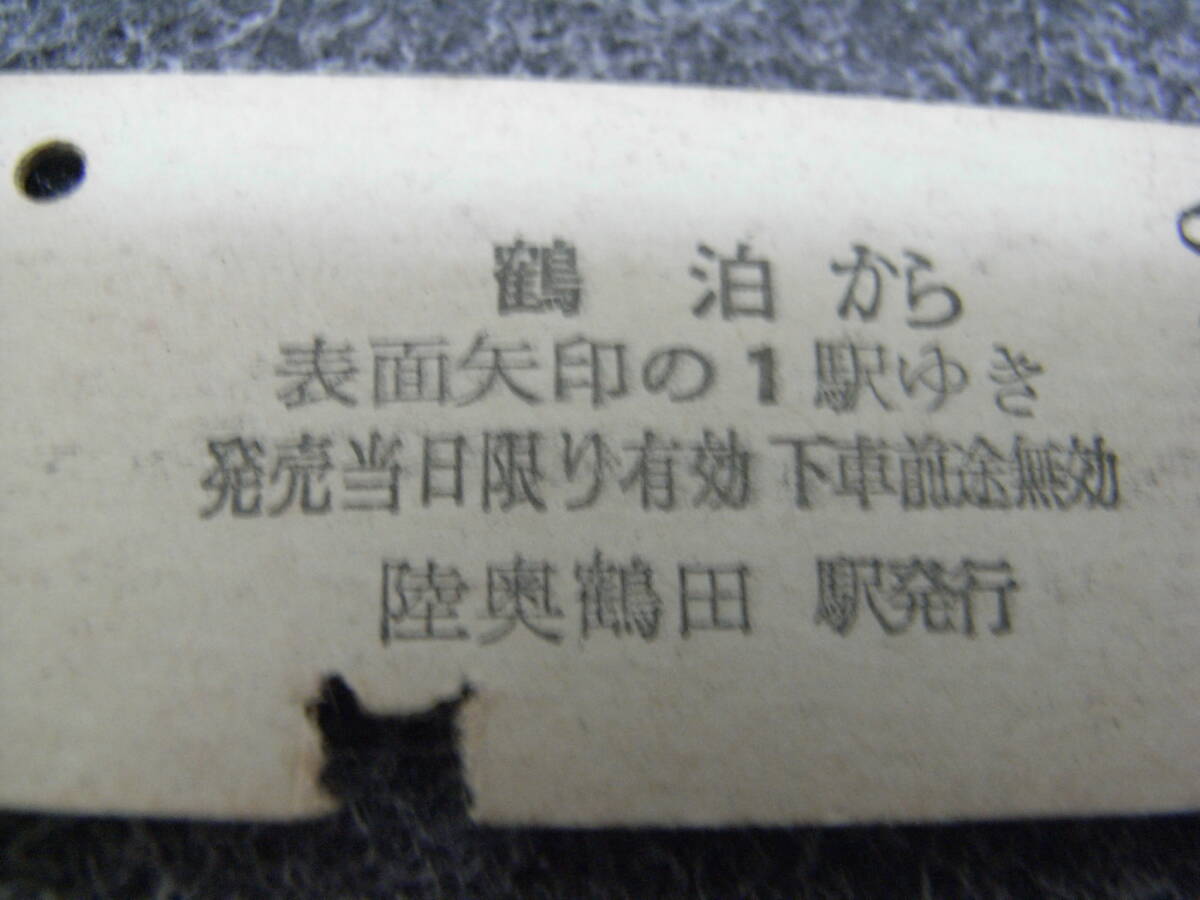 鶴 泊 から
表面矢印の1駅ゆき
発売当日限り有効 下車前途無効
陸奥鶴田 駅発行